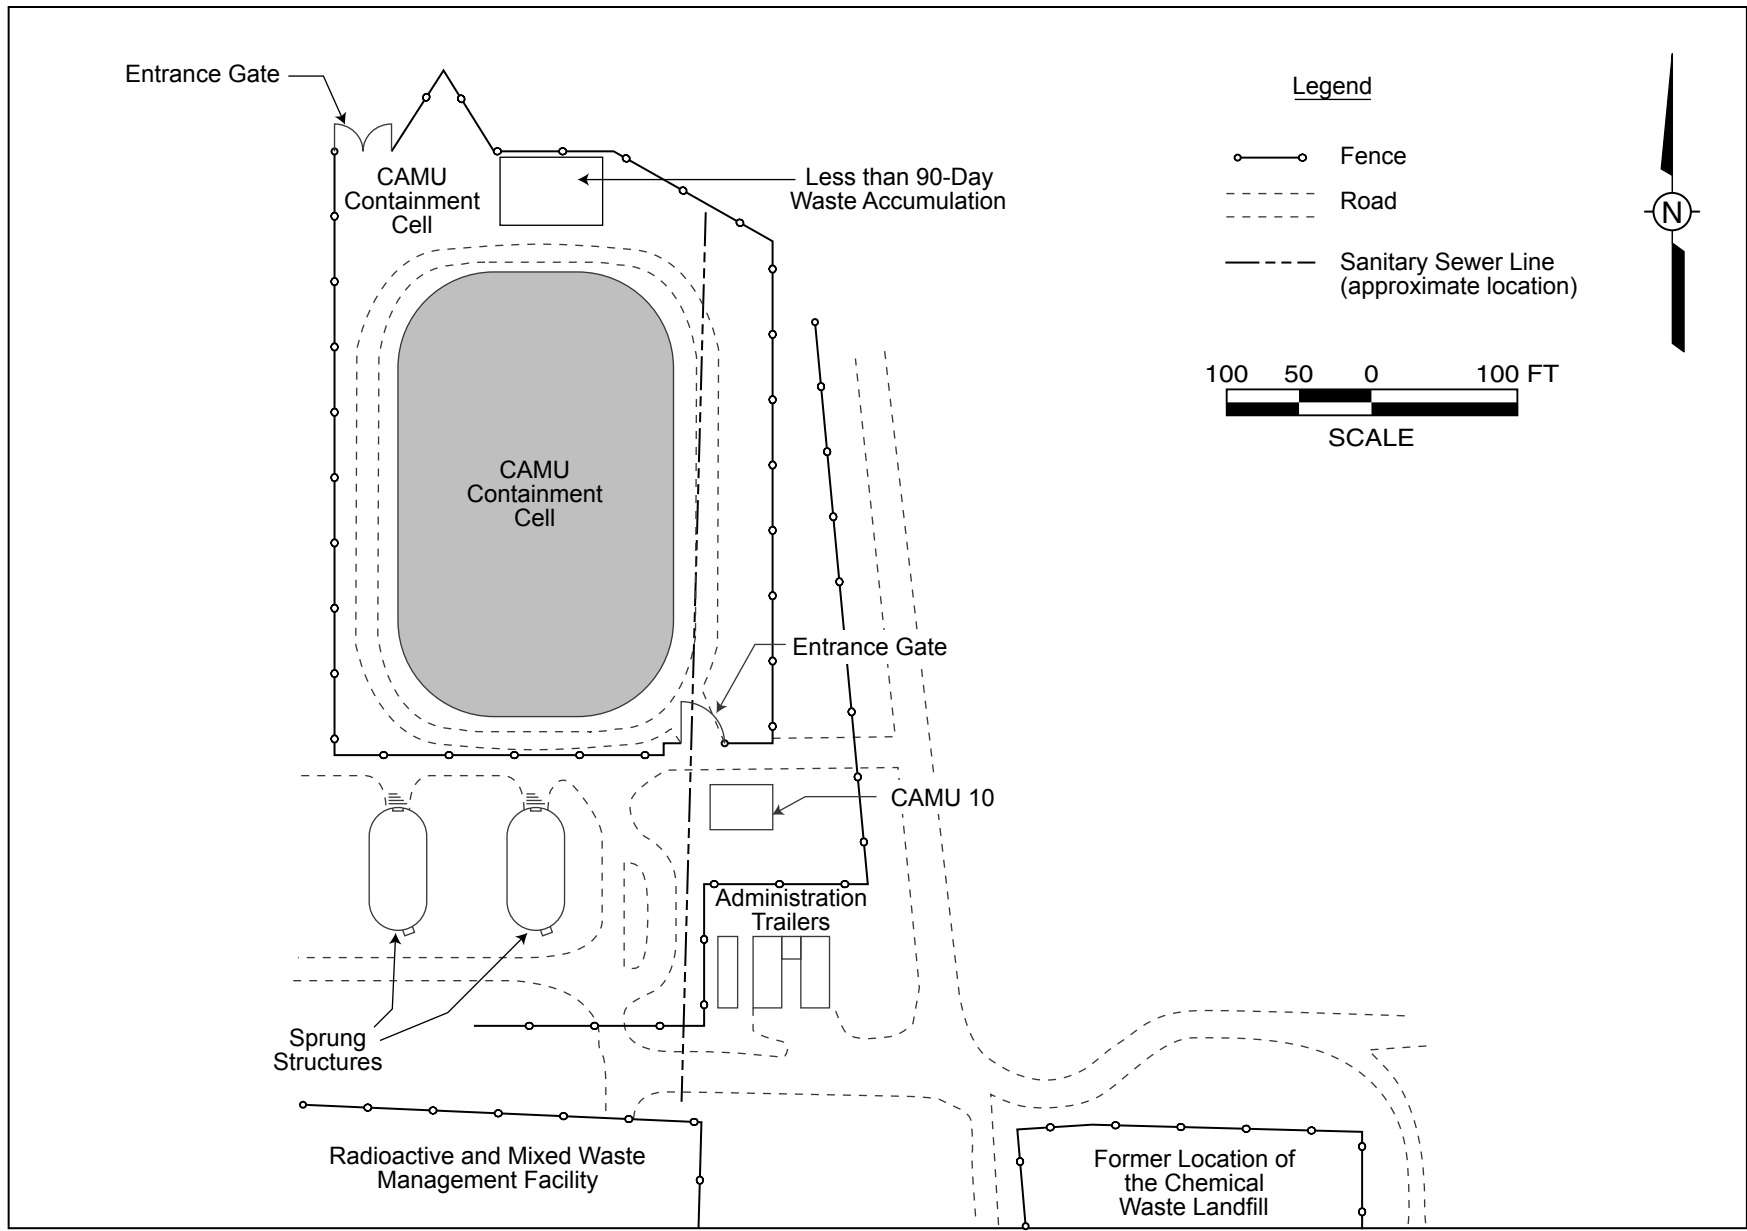 Entrance Gate
CAMU
Containment
Cell
Less than 90-Day
Waste Accumulation
Legend
Fence
Road
Sanitary Sewer Line
(approximate location)
N
100 50 0 100 FT
SCALE
CAMU
Containment
Cell
Entrance Gate
CAMU 10
Administration
Trailers
Sprung
Structures
Radioactive and Mixed Waste
Management Facility
Former Location of
the Chemical
Waste Landfill